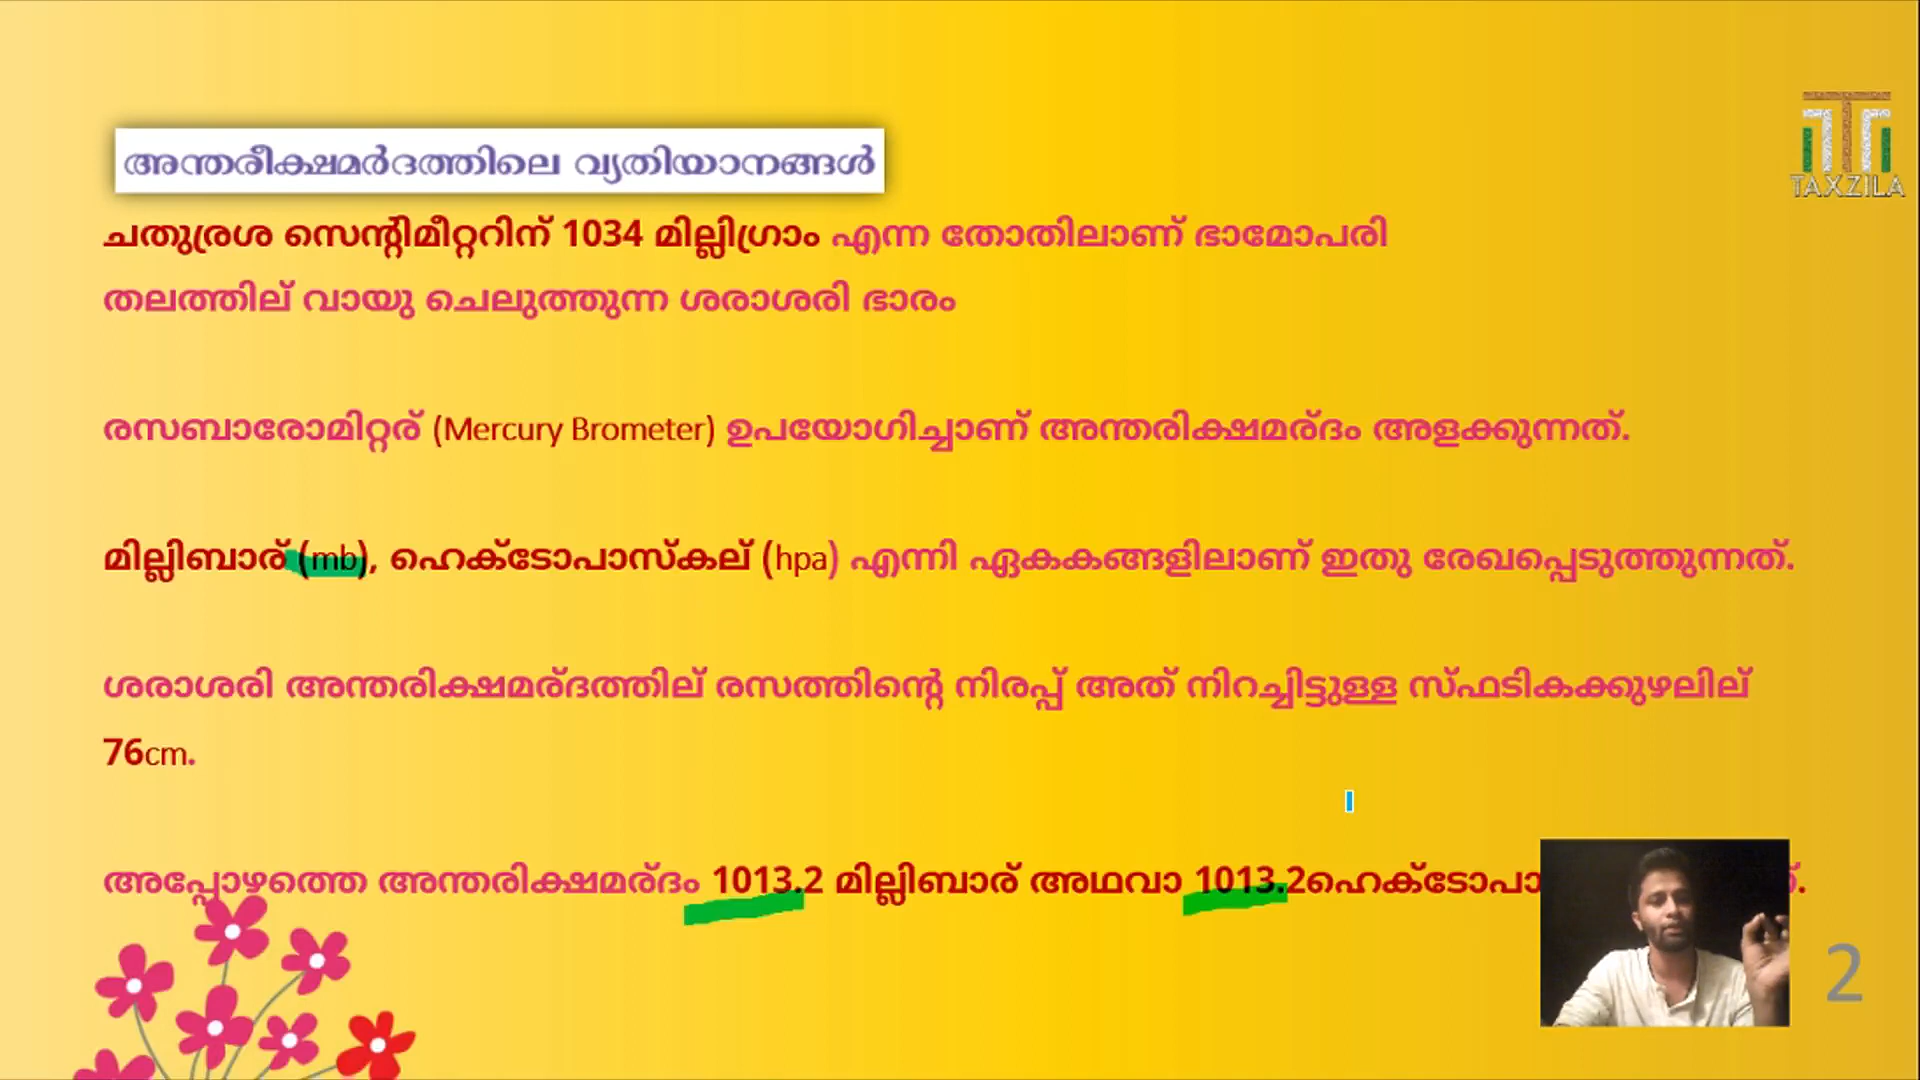 അന്തരീക്ഷമർദത്തിലെ വ്യതിയാനങ്ങൾ
TAXZILA
ചതുരശ്ര സെന്റിമീറ്ററിന് 1034 മില്ലിഗ്രാം എന്ന തോതിലാണ് ഭാമോപരി
തലത്തില് വായു ചെലുത്തുന്ന ശരാശരി ഭാരം
രസബാരോമിറ്റര് (Mercury Brometer) ഉപയോഗിച്ചാണ് അന്തരിക്ഷമര്ദം അളക്കുന്നത്.
മില്ലിബാര് (mb), ഹെക്ടോപാസ്കല് (hpa) എന്നി ഏകകങ്ങളിലാണ് ഇതു രേഖപ്പെടുത്തുന്നത്.
ശരാശരി അന്തരിക്ഷമര്ദത്തില് രസത്തിന്റെ നിരപ്പ് അത് നിറച്ചിട്ടുള്ള സ്ഫടികക്കുഴലില്
76cm.
അപ്പോഴത്തെ അന്തരിക്ഷമര്ദം 1013.2 മില്ലിബാര് അഥവാ 1013.2ഹെക്ടോപാ
2